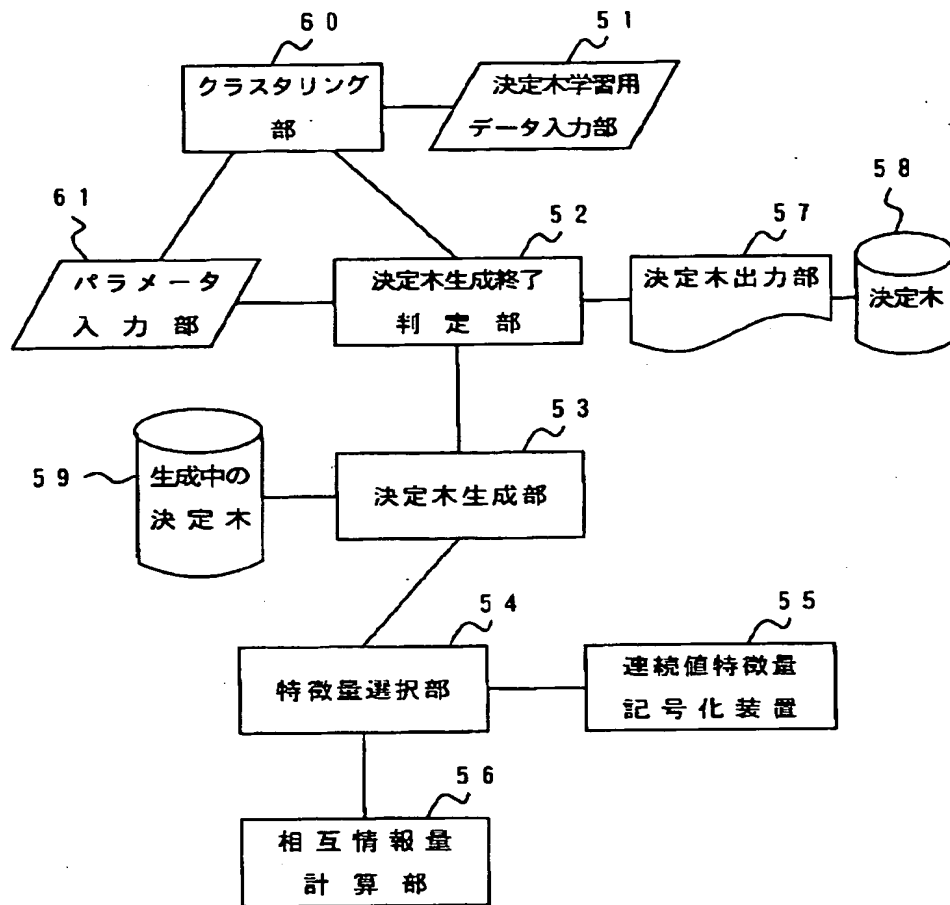 60
51
クラスタリング
部
決定木学習用
データ入力部
58
61
52
57
パラメータ
入力部
決定木生成終了
判定部
決定木出力部
決定木
53
59
生成中の
決定木
決定木生成部
54
55
特徴量選択部
連続値特徴量
記号化装置
56
相互情報量
計算部